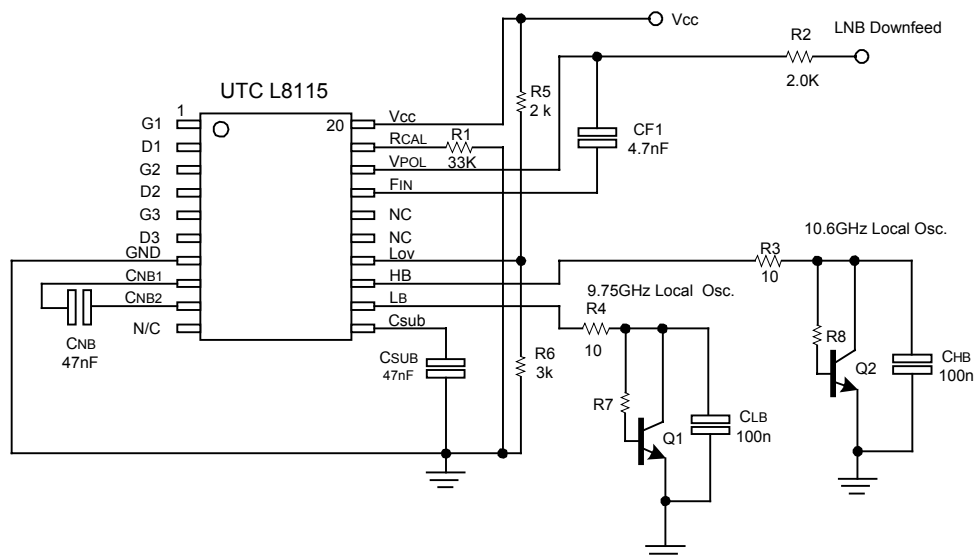 Vcc
R2
LNB Downfeed
2.0K
UTC L8115
R5
2 k
CF1
4.7nF
1
20
G1
Vcc
D1
RCAL
R1
33K
G2
VPOL
D2
FIN
G3
NC
D3
NC
GND
Lov
CNB1
HB
CNB2
LB
N/C
Csub
CNB
47nF
CSUB
47nF
R6
3k
10.6GHz Local Osc.
R3
10
9.75GHz Local Osc.
R4
10
R8
Q2
CHB
100n
R7
Q1
CLB
100n